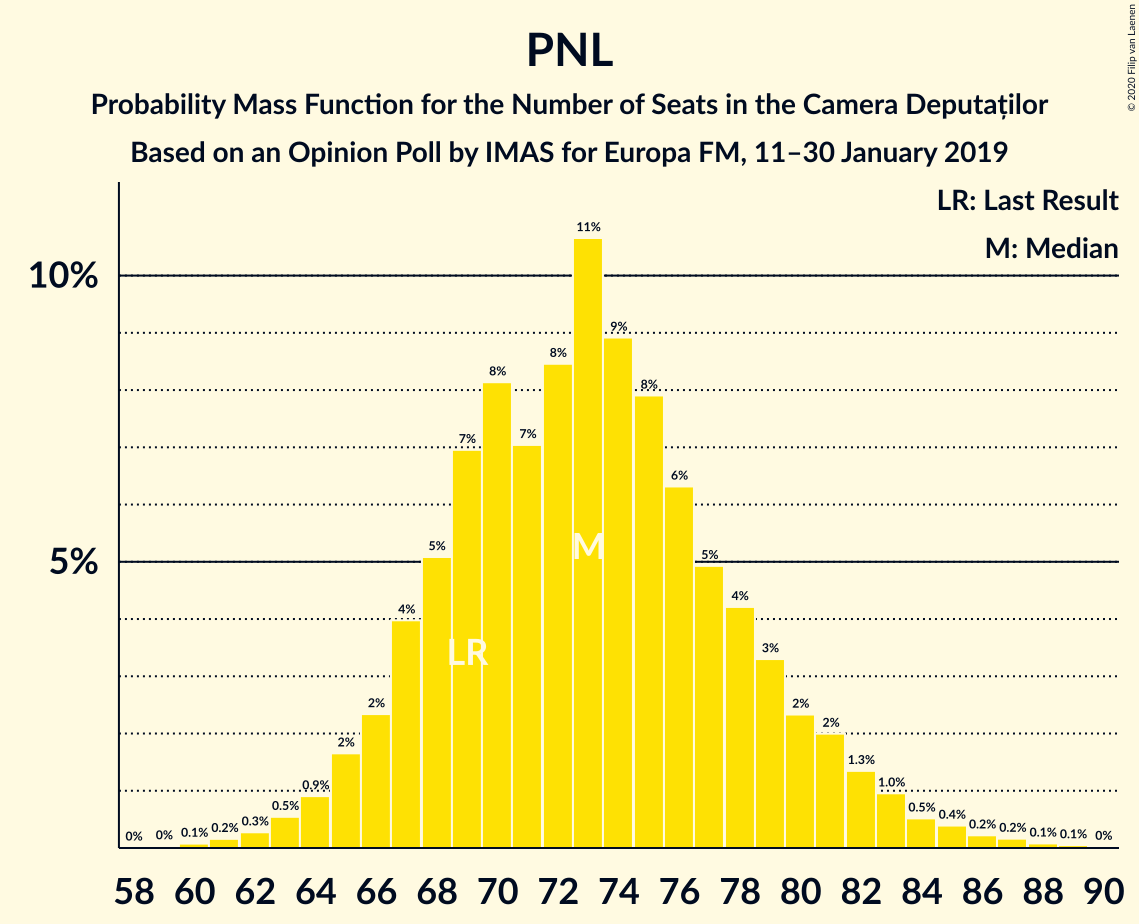 PNL
Probability Mass Function for the Number of Seats in the Camera Deputaților
Based on an Opinion Poll by IMAS for Europa FM, 11–30 January 2019
© 2020 Filip van Laenen
LR: Last Result
M: Median
10%
5%
0% 0% 0.1% 0.2% 0.3% 0.5% 0.9% 2% 2% 4% 5% 7% 8% 7% 8% 11% 9% 8% 6% 5% 4% 3% 2% 2% 1.3% 1.0% 0.5% 0.4% 0.2% 0.2% 0.1% 0.1% 0%
M
LR
58 60 62 64 66 68 70 72 74 76 78 80 82 84 86 88 90